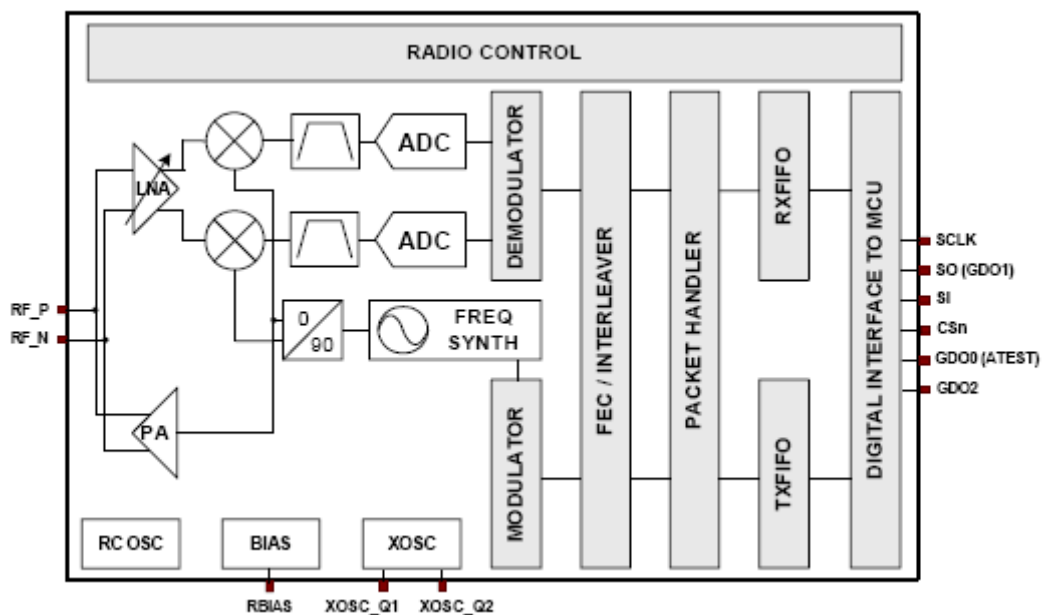 RADIO CONTROL
LNA
ADC
ADC
DEMODULATOR
FEC / INTERLEAVER
PACKET HANDLER
RXFIFO
DIGITAL INTERFACE TO MCU
SCLK
SO (GDO1)
SI
CSn
GDO0 (ATEST)
GDO2
RF_P
RF_N
0
90
FREQ
SYNTH
PA
MODULATOR
TXFIFO
RC OSC
BIAS
XOSC
RBIAS
XOSC_Q1
XOSC_Q2